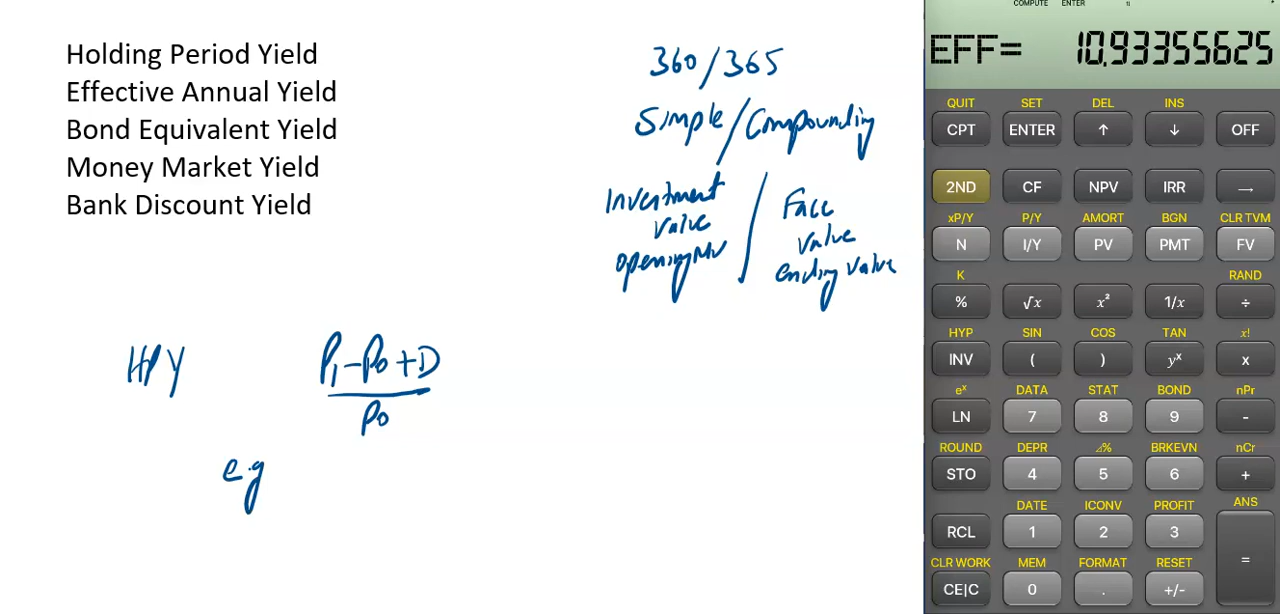 Holding Period Yield
Effective Annual Yield
Bond Equivalent Yield
Money Market Yield
Bank Discount Yield
360/365
Simple/Compounding
Investment value opening MV / Face value ending value
HPY
P1-P0+D
P0
e.g
COMPUTE ENTER
EFF= 10.93355625
QUIT SET DEL INS
CPT ENTER ↑ ↓ OFF
2ND CF NPV IRR →
xP/Y P/Y AMORT BGN CLR TVM
N I/Y PV PMT FV
K RAND
% √x x² 1/x ÷
HYP SIN COS TAN x!
INV ( ) yˣ x
eˣ DATA STAT BOND nPr
LN 7 8 9 -
ROUND DEPR ⊿% BRKEVN nCr
STO 4 5 6 +
DATE ICONV PROFIT ANS
RCL 1 2 3
CLR WORK MEM FORMAT RESET
CE|C 0 . +/- =